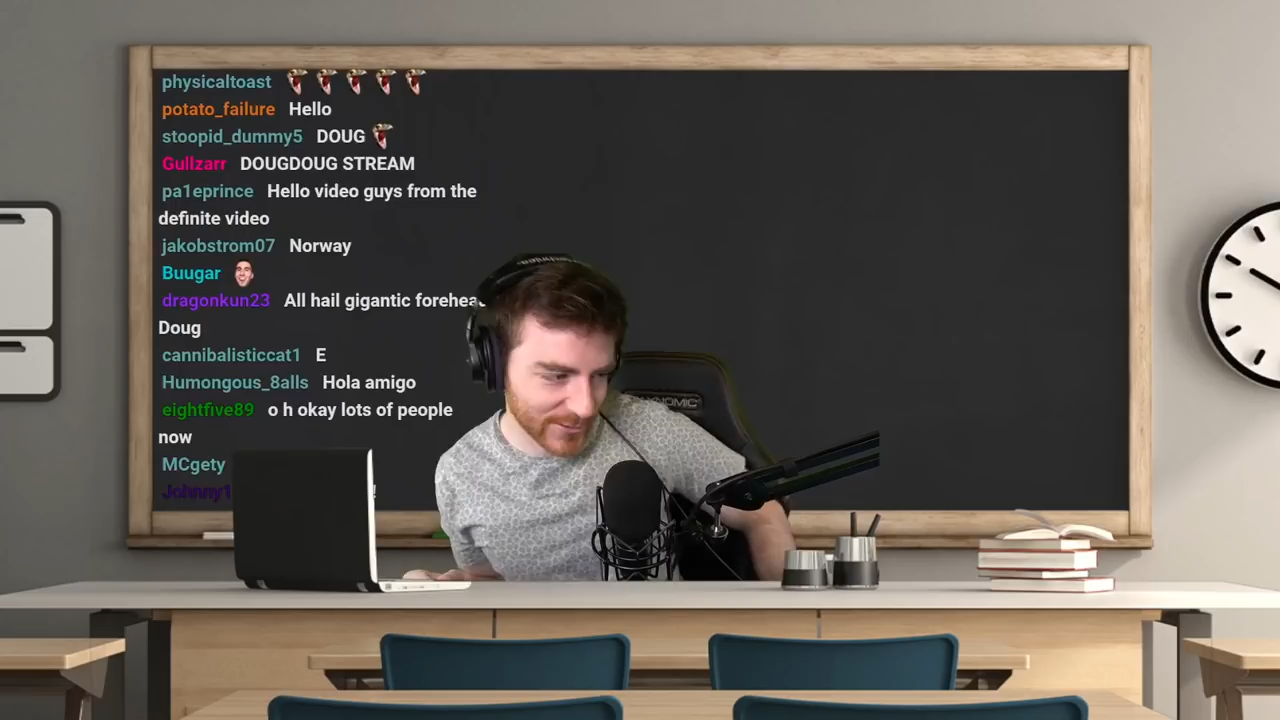 physicaltoast
potato_failure Hello
stoopid_dummy5 DOUG
Gullzarr DOUGDOUG STREAM
pa1eprince Hello video guys from the
definite video
jakobstrom07 Norway
Buugar
dragonkun23 All hail gigantic
Doug
cannibalisticcat1 E
Humongous_8alls Hola amigo
eightfive89 o h okay lots of people
now
MCgety
Johnny1